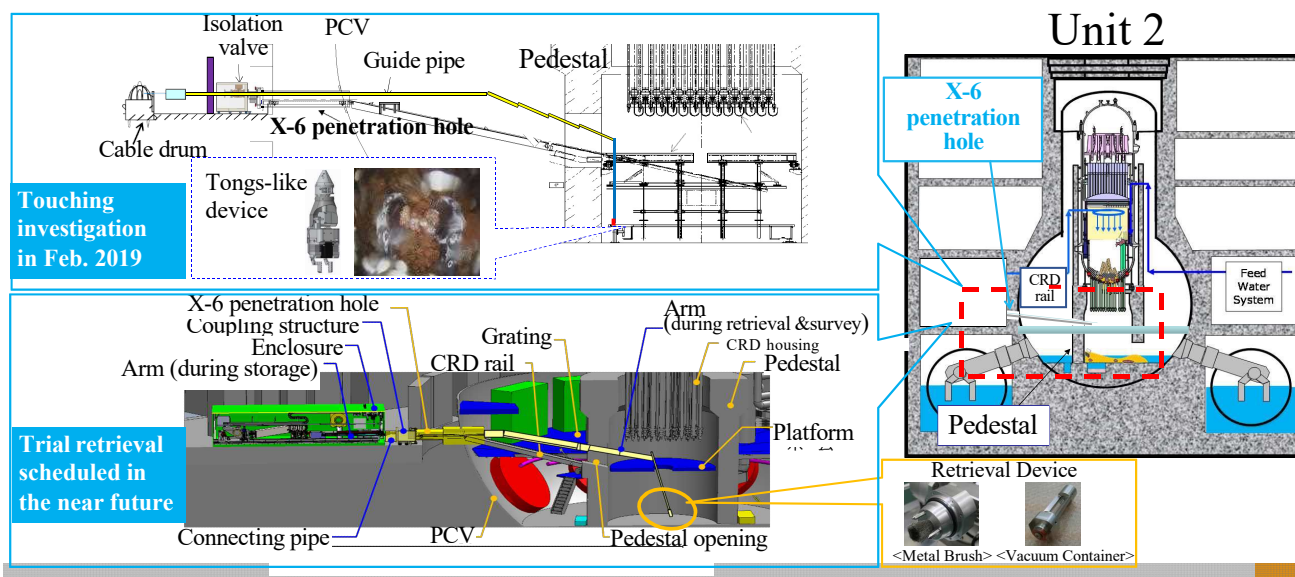 Isolation
valve
PCV
Guide pipe
Pedestal
X-6 penetration hole
Cable drum
Tongs-like
device
Touching
investigation
in Feb. 2019
Unit 2
X-6
penetration
hole
CRD
rail
Feed
Water
System
Pedestal
X-6 penetration hole
Coupling structure
Enclosure
Arm (during storage)
CRD rail
Grating
Arm
(during retrieval &survey)
CRD housing
Pedestal
Platform
Trial retrieval
scheduled in
the near future
Connecting pipe
PCV
Pedestal opening
Retrieval Device
<Metal Brush>
<Vacuum Container>